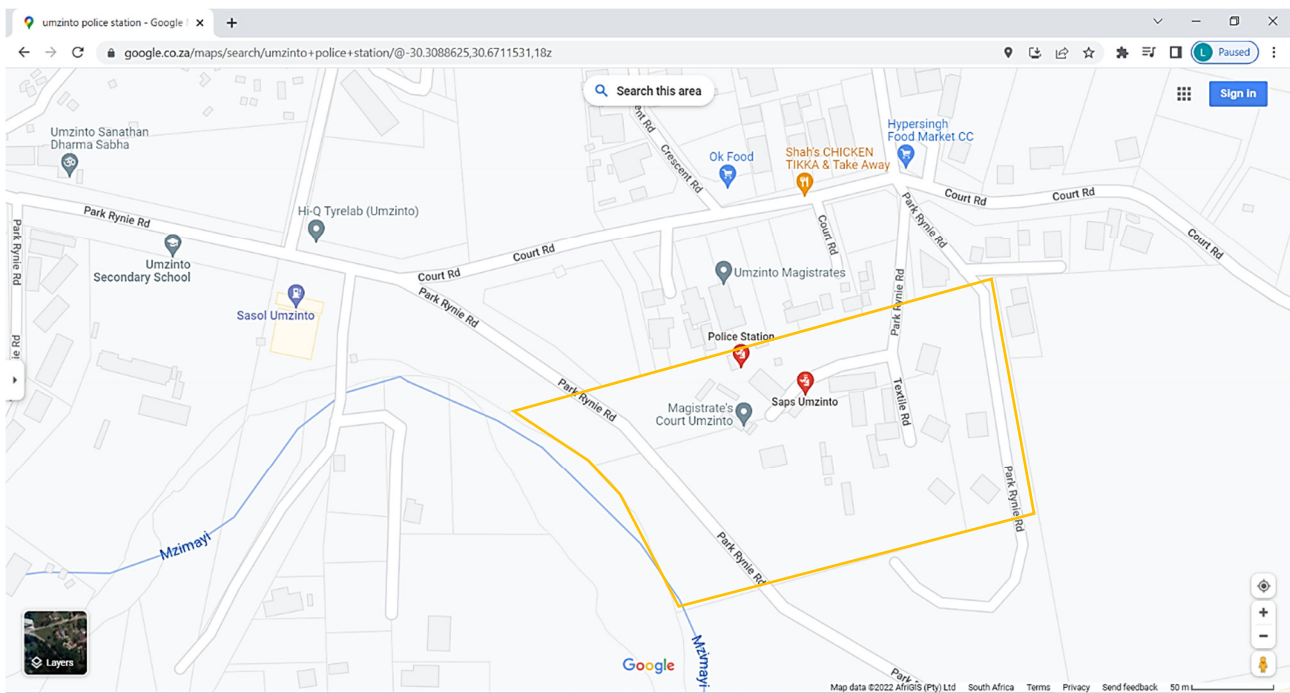 umzinto police station - Google
google.co.za/maps/search/umzinto+police+station/@-30.3088625,30.6711531,18z
L Paused
Search this area
Sign in
Umzinto Sanathan
Dharma Sabha
Crescent Rd
Ok Food
Shah's CHICKEN
TIKKA & Take Away
Hypersingh
Food Market CC
Park Rynie Rd
Hi-Q Tyrelab (Umzinto)
Court Rd
Court Rd
Court Rd
Court Rd
Court Rd
Park Rynie Rd
Park Rynie Rd
Umzinto
Secondary School
Court Rd
Umzinto Magistrates
Sasol Umzinto
Park Rynie Rd
Park Rynie Rd
Police Station
Park Rynie Rd
Saps Umzinto
Textile Rd
Magistrate's
Court Umzinto
Park Rynie Rd
Mzimayi
Park Rynie Rd
Mzimayi
Layers
Google
Map data ©2022 AfriGIS (Pty) Ltd South Africa Terms Privacy Send feedback 50 m